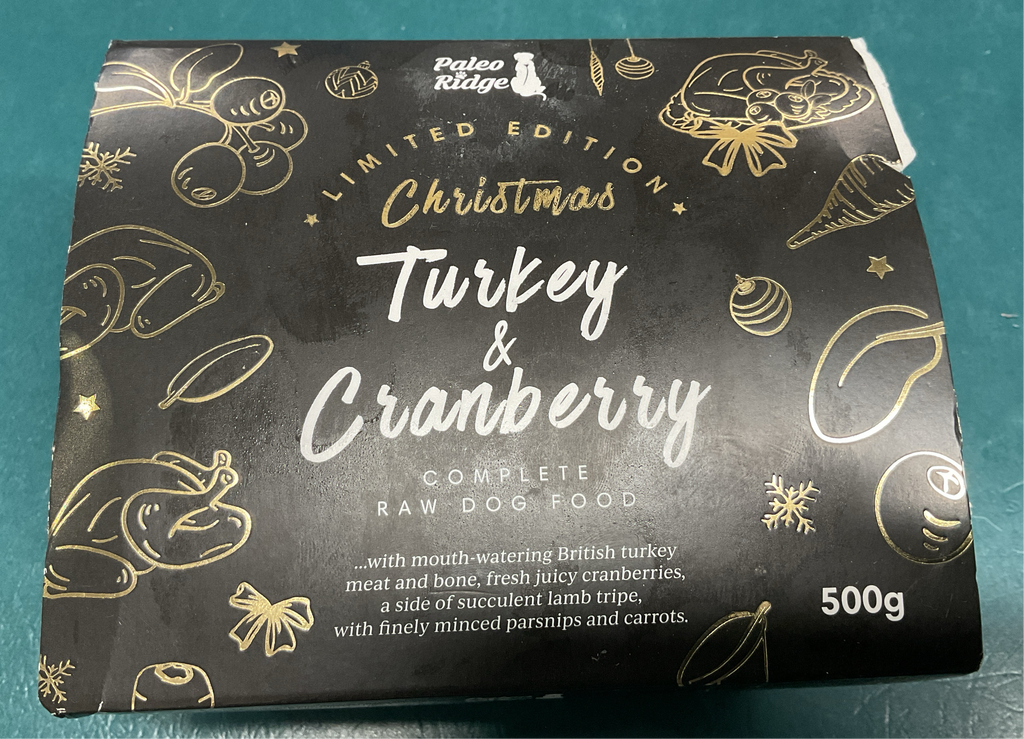 Paleo
Ridge
LIMITED EDITION
Christmas
Turkey
&
Cranberry
COMPLETE
RAW DOG FOOD
...with mouth-watering British turkey
meat and bone, fresh juicy cranberries,
a side of succulent lamb tripe,
with finely minced parsnips and carrots.
500g